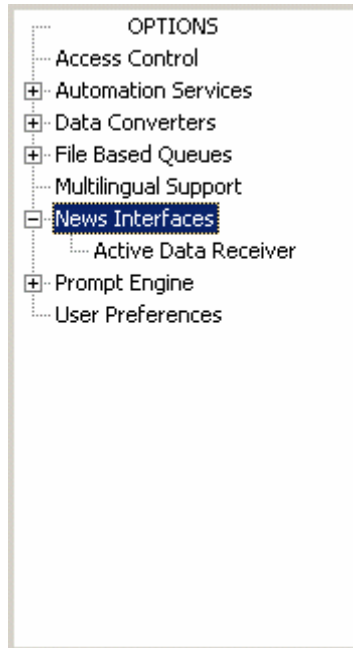 OPTIONS
Access Control
Automation Services
Data Converters
File Based Queues
Multilingual Support
News Interfaces
Active Data Receiver
Prompt Engine
User Preferences